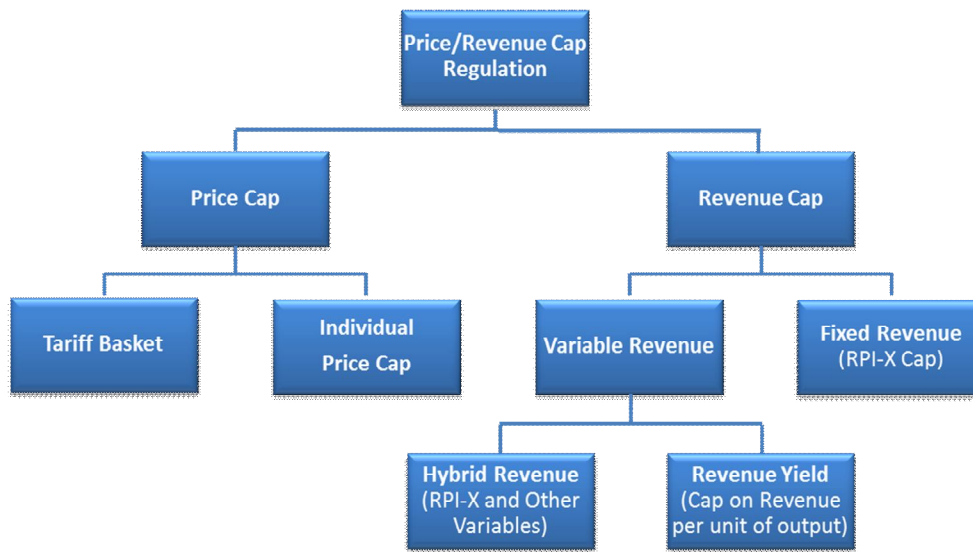 Price/Revenue Cap
Regulation
Price Cap
Revenue Cap
Tariff Basket
Individual
Price Cap
Variable Revenue
Fixed Revenue
(RPI-X Cap)
Hybrid Revenue
(RPI-X and Other
Variables)
Revenue Yield
(Cap on Revenue
per unit of output)